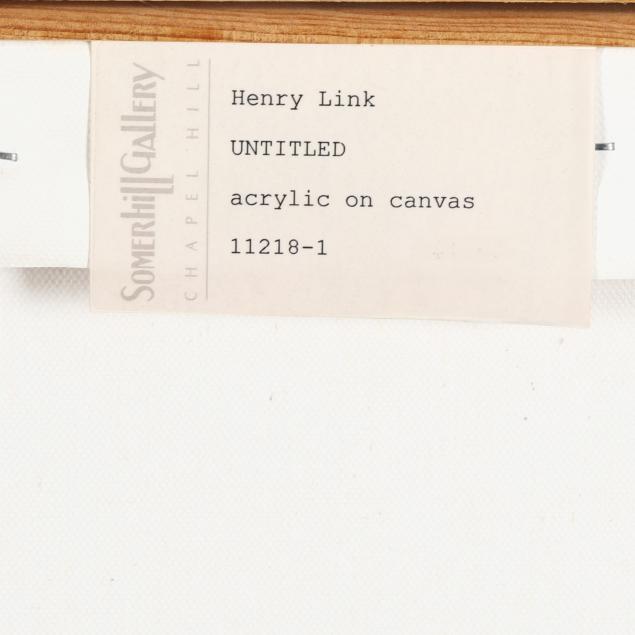 SOMERhill GAllERY
CHAPEL HILL
Henry Link
UNTITLED
acrylic on canvas
11218-1